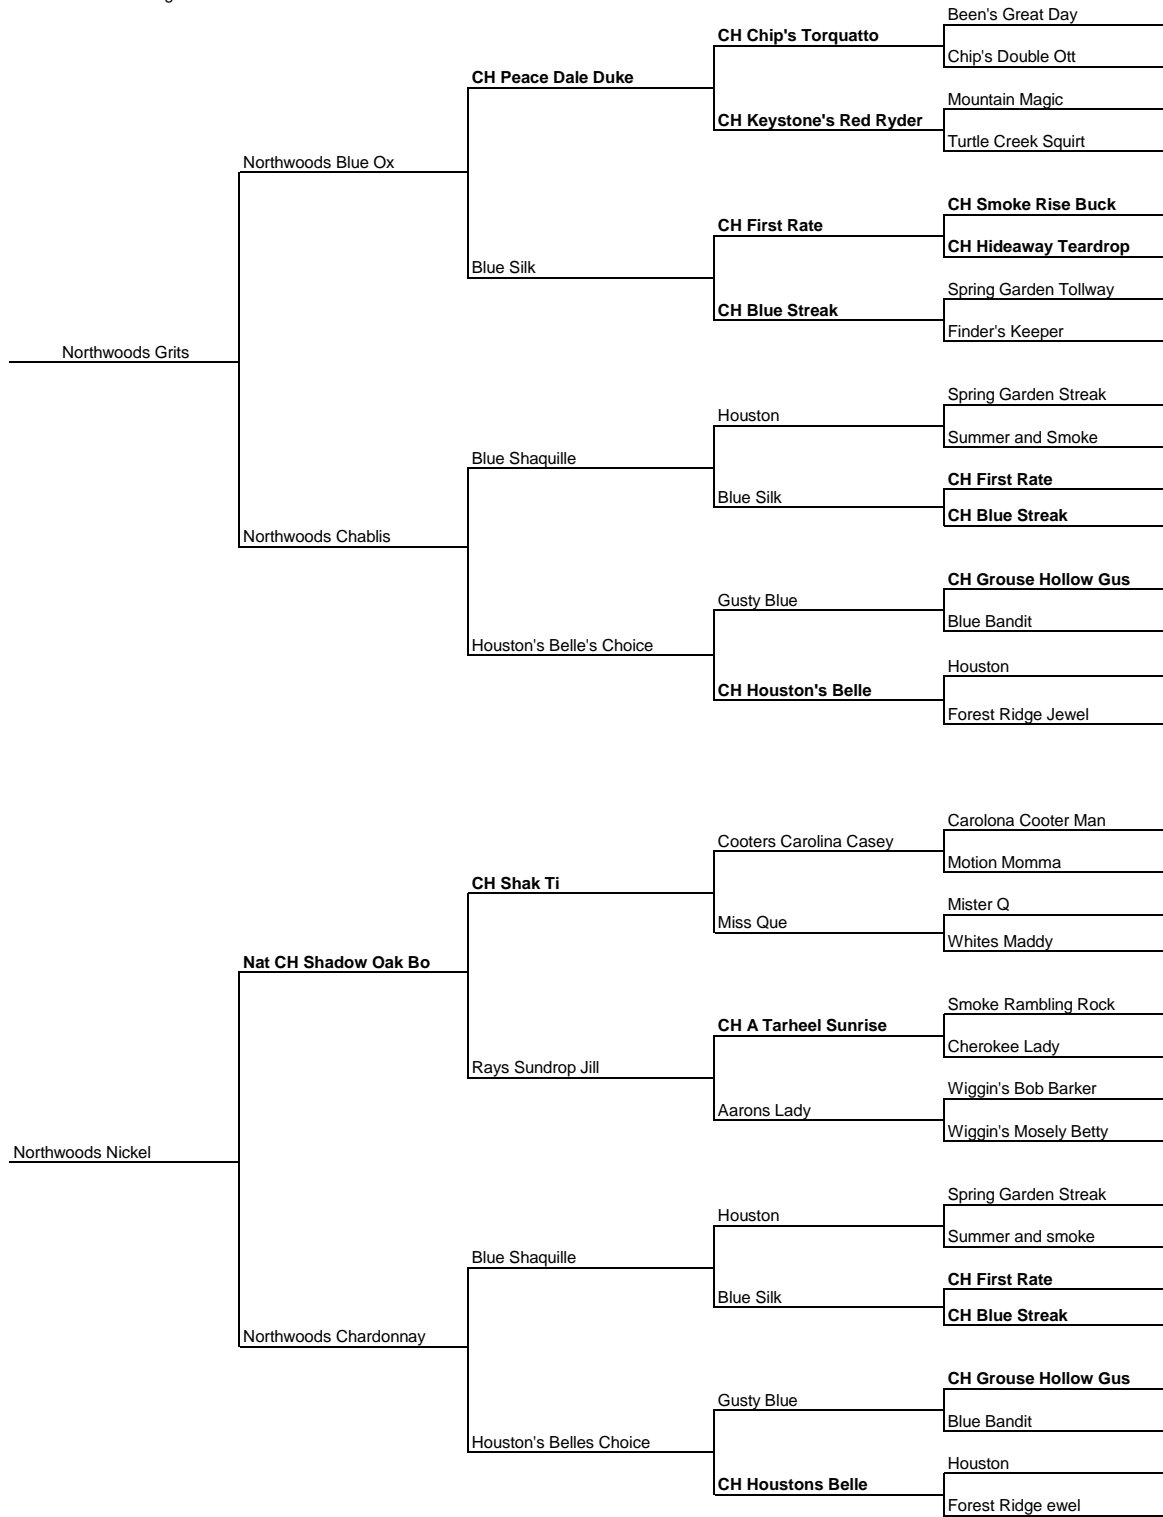 Been's Great Day
CH Chip's Torquatto
Chip's Double Ott
CH Peace Dale Duke
Mountain Magic
CH Keystone's Red Ryder
Turtle Creek Squirt
Northwoods Blue Ox
CH Smoke Rise Buck
CH First Rate
CH Hideaway Teardrop
Blue Silk
Spring Garden Tollway
CH Blue Streak
Finder's Keeper
Northwoods Grits
Spring Garden Streak
Houston
Summer and Smoke
Blue Shaquille
CH First Rate
Blue Silk
CH Blue Streak
Northwoods Chablis
CH Grouse Hollow Gus
Gusty Blue
Blue Bandit
Houston's Belle's Choice
Houston
CH Houston's Belle
Forest Ridge Jewel
Carolona Cooter Man
Cooters Carolina Casey
Motion Momma
CH Shak Ti
Mister Q
Miss Que
Whites Maddy
Nat CH Shadow Oak Bo
Smoke Rambling Rock
CH A Tarheel Sunrise
Cherokee Lady
Rays Sundrop Jill
Wiggin's Bob Barker
Aarons Lady
Wiggin's Mosely Betty
Northwoods Nickel
Spring Garden Streak
Houston
Summer and smoke
Blue Shaquille
CH First Rate
Blue Silk
CH Blue Streak
Northwoods Chardonnay
CH Grouse Hollow Gus
Gusty Blue
Blue Bandit
Houston's Belles Choice
Houston
CH Houstons Belle
Forest Ridge ewel